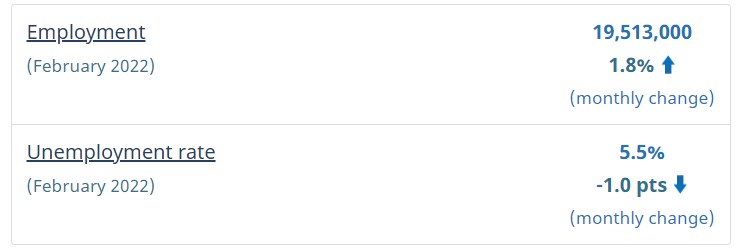 Employment 19,513,000
(February 2022) 1.8% ⬆
(monthly change)
Unemployment rate 5.5%
(February 2022) -1.0 pts ⬇
(monthly change)